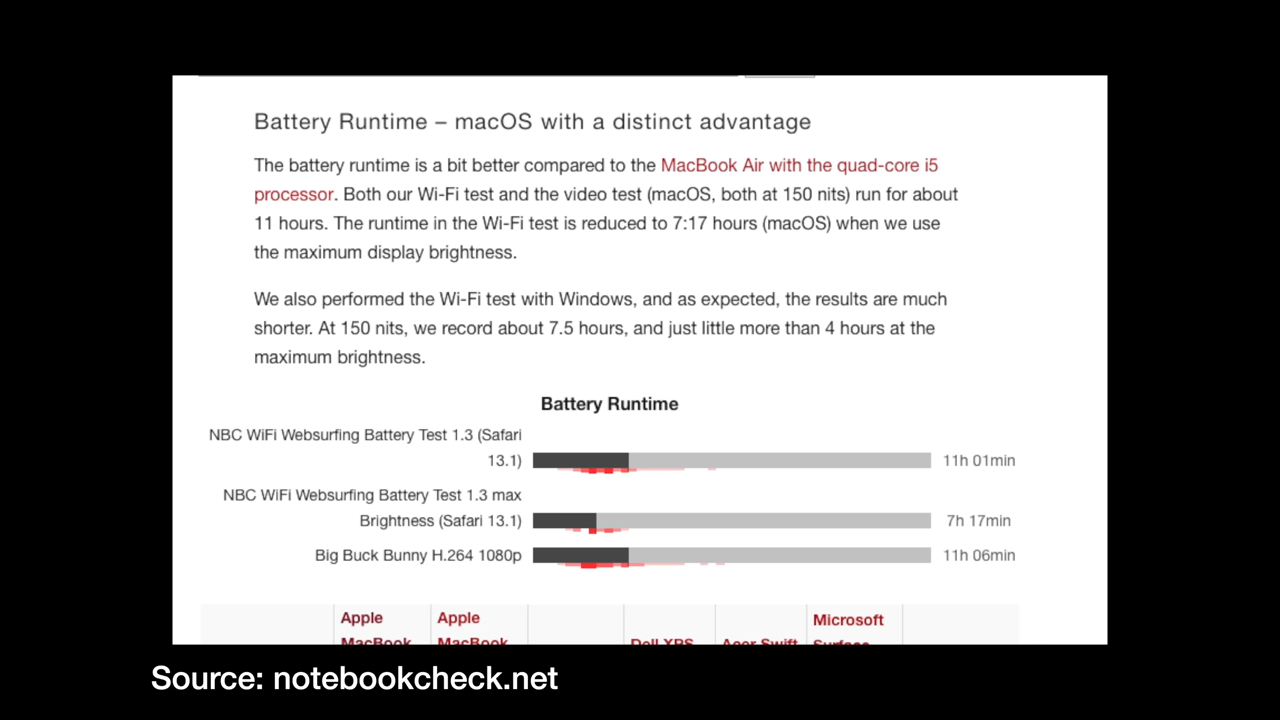 Battery Runtime – macOS with a distinct advantage
The battery runtime is a bit better compared to the MacBook Air with the quad-core i5
processor. Both our Wi-Fi test and the video test (macOS, both at 150 nits) run for about
11 hours. The runtime in the Wi-Fi test is reduced to 7:17 hours (macOS) when we use
the maximum display brightness.
We also performed the Wi-Fi test with Windows, and as expected, the results are much
shorter. At 150 nits, we record about 7.5 hours, and just little more than 4 hours at the
maximum brightness.
Battery Runtime
NBC WiFi Websurfing Battery Test 1.3 (Safari
13.1) 11h 01min
NBC WiFi Websurfing Battery Test 1.3 max
Brightness (Safari 13.1) 7h 17min
Big Buck Bunny H.264 1080p 11h 06min
Apple Apple Microsoft
MacBook MacBook Dell XPS Acer Swift Surface
Source: notebookcheck.net